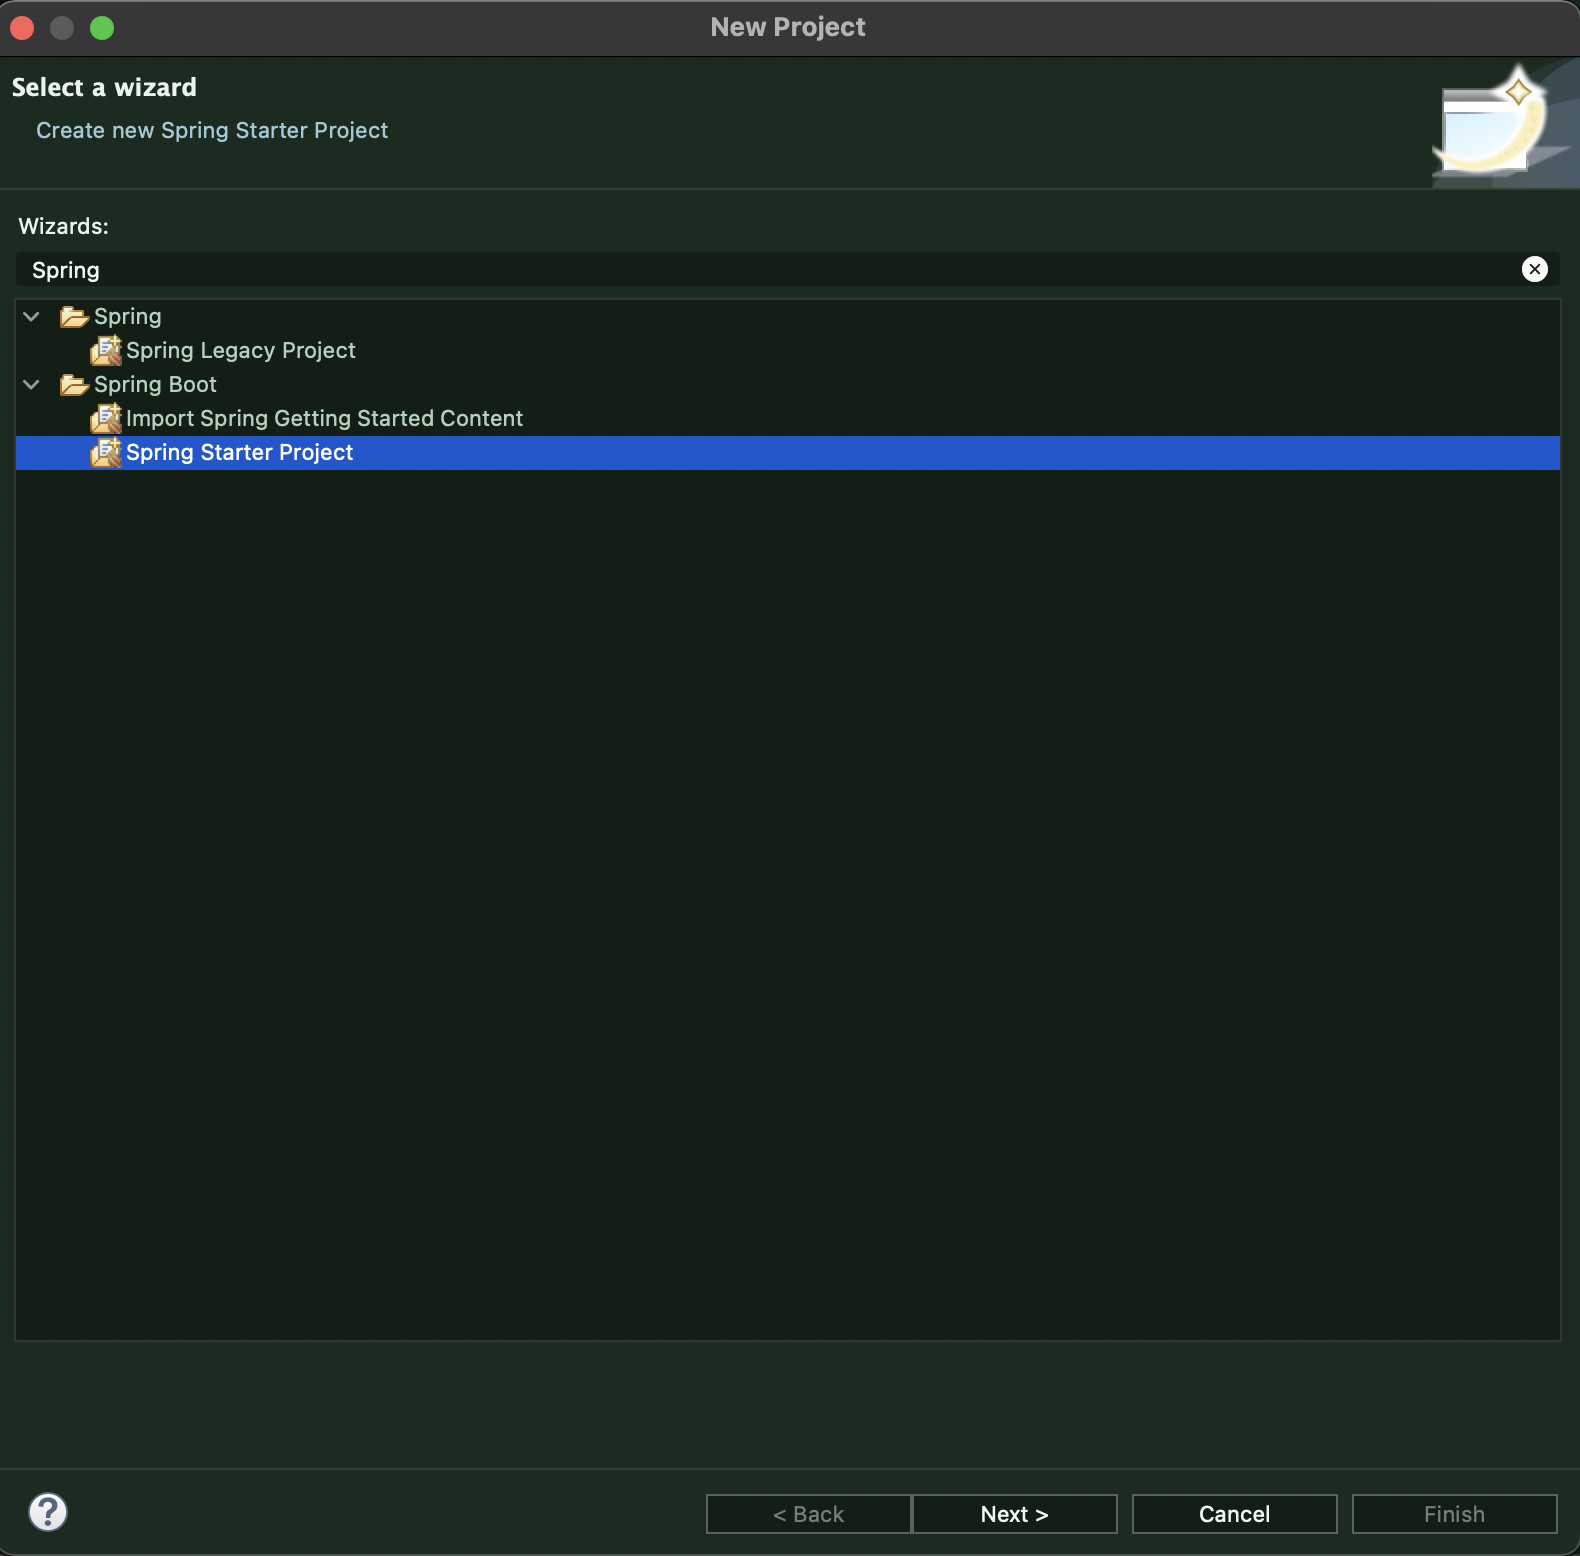 New Project
Select a wizard
Create new Spring Starter Project
Wizards:
Spring
Spring
Spring Legacy Project
Spring Boot
Import Spring Getting Started Content
Spring Starter Project
?
< Back
Next >
Cancel
Finish